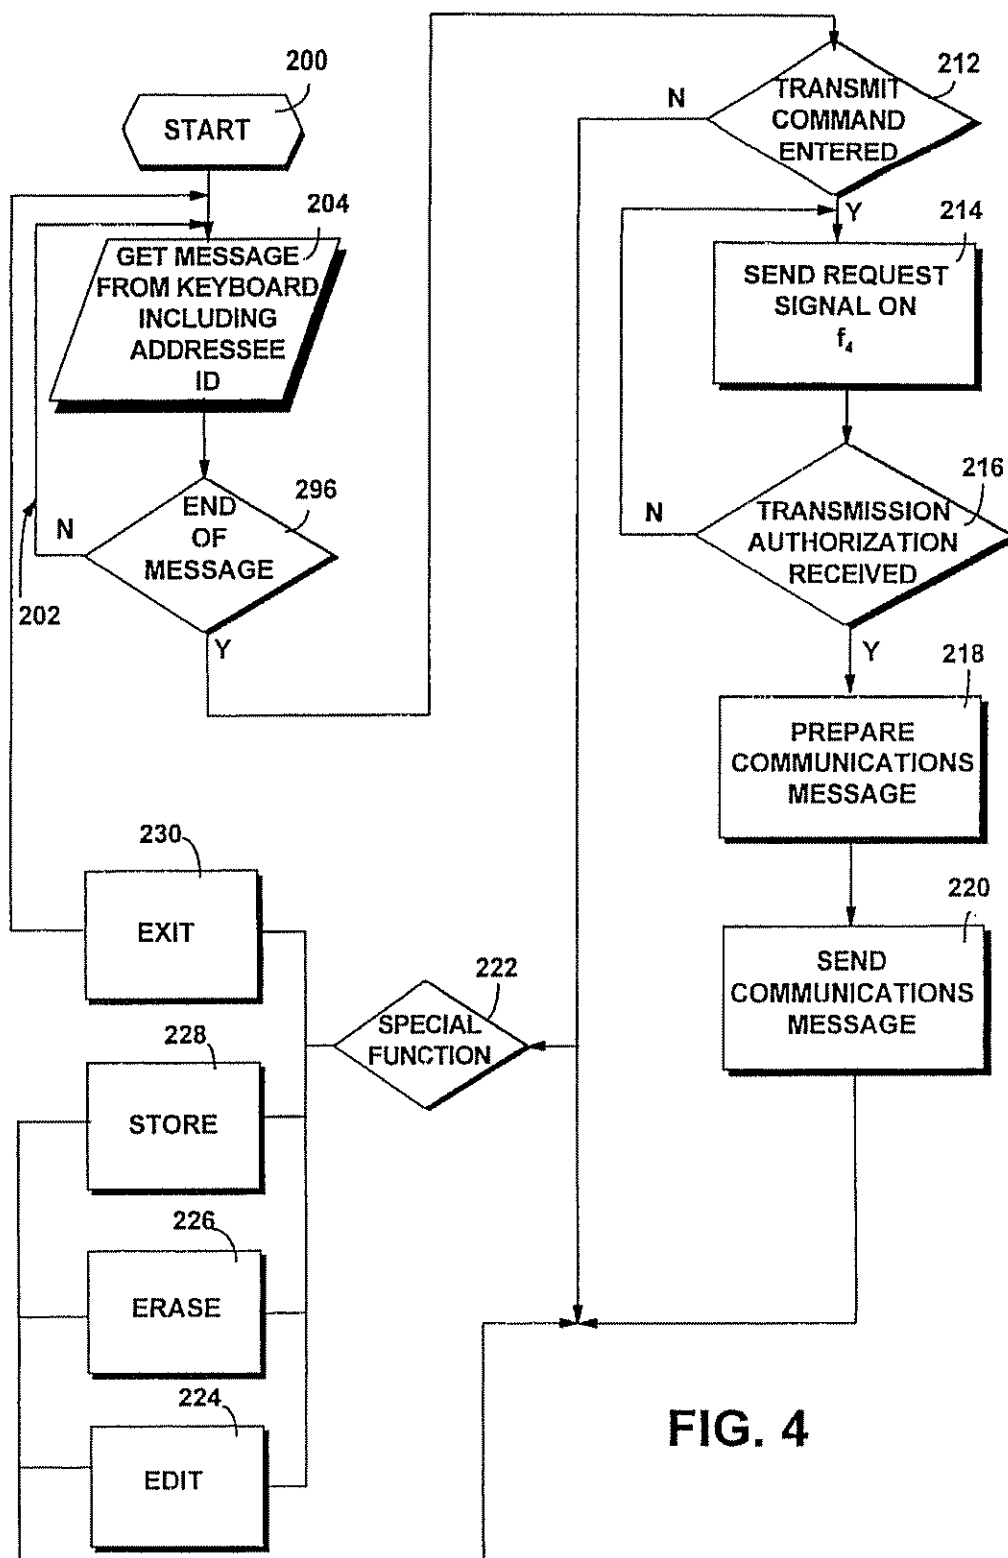 200
START
204
GET MESSAGE
FROM KEYBOARD
INCLUDING
ADDRESSEE
ID
296
END
OF
MESSAGE
N
202
Y
212
TRANSMIT
COMMAND
ENTERED
N
Y
214
SEND REQUEST
SIGNAL ON
f₄
216
TRANSMISSION
AUTHORIZATION
RECEIVED
N
Y
218
PREPARE
COMMUNICATIONS
MESSAGE
220
SEND
COMMUNICATIONS
MESSAGE
222
SPECIAL
FUNCTION
230
EXIT
228
STORE
226
ERASE
224
EDIT
FIG. 4